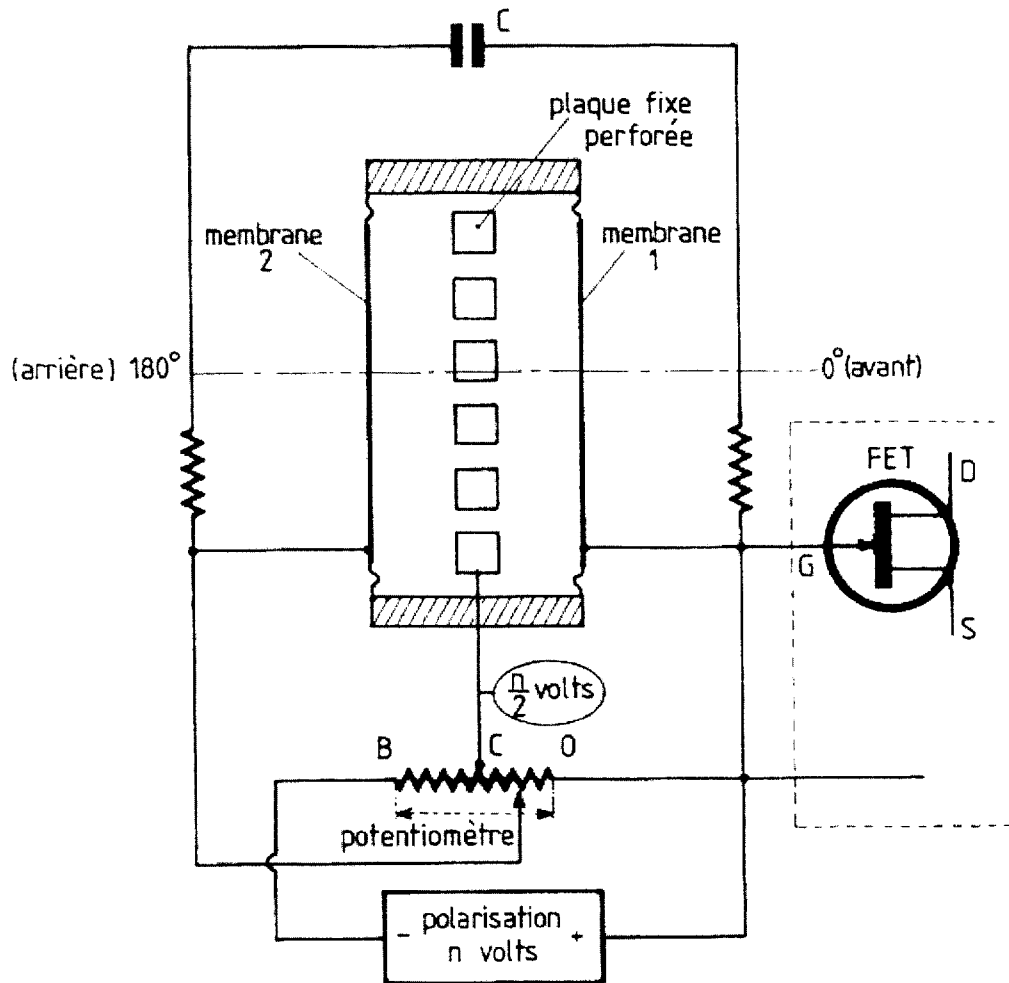 C
plaque fixe
perforée
membrane
2
membrane
1
(arrière) 180°
0° (avant)
FET
D
G
S
n/2 volts
B
C
O
potentiomètre
- polarisation +
n volts